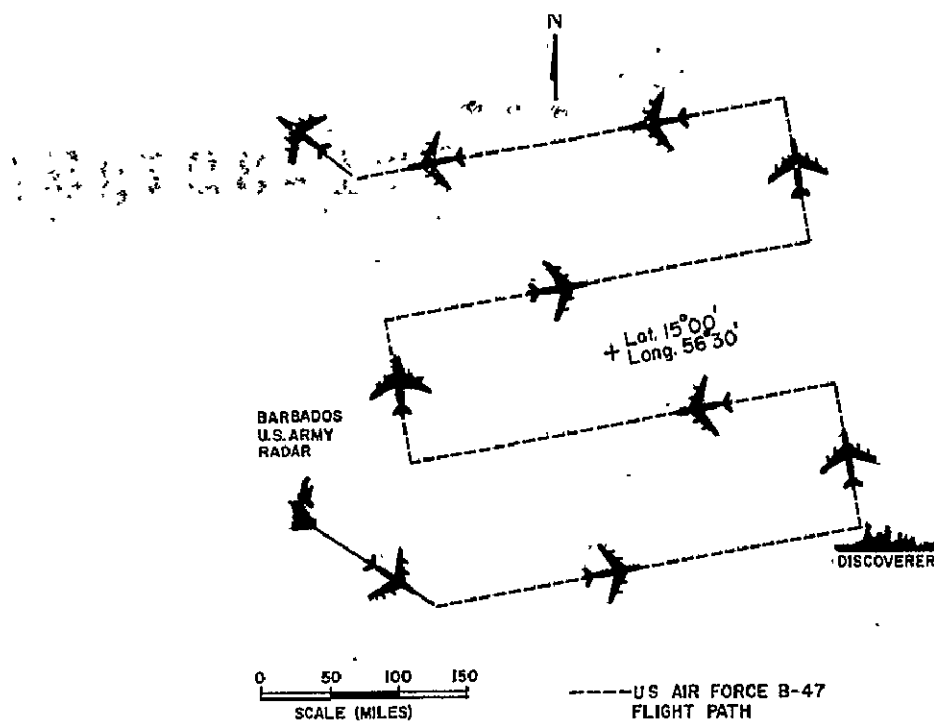 N
+ Lat. 15°00'
Long. 56°30'
BARBADOS
U.S. ARMY
RADAR
DISCOVERER
0 50 100 150
SCALE (MILES)
-----US AIR FORCE B-47
FLIGHT PATH